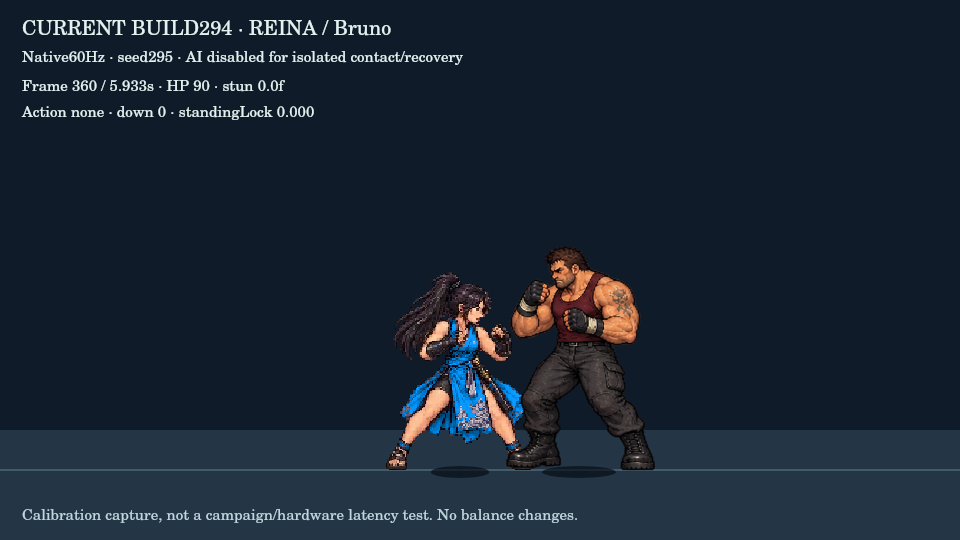 CURRENT BUILD294 · REINA / Bruno
Native60Hz · seed295 · AI disabled for isolated contact/recovery
Frame 360 / 5.933s · HP 90 · stun 0.0f
Action none · down 0 · standingLock 0.000
Calibration capture, not a campaign/hardware latency test. No balance changes.